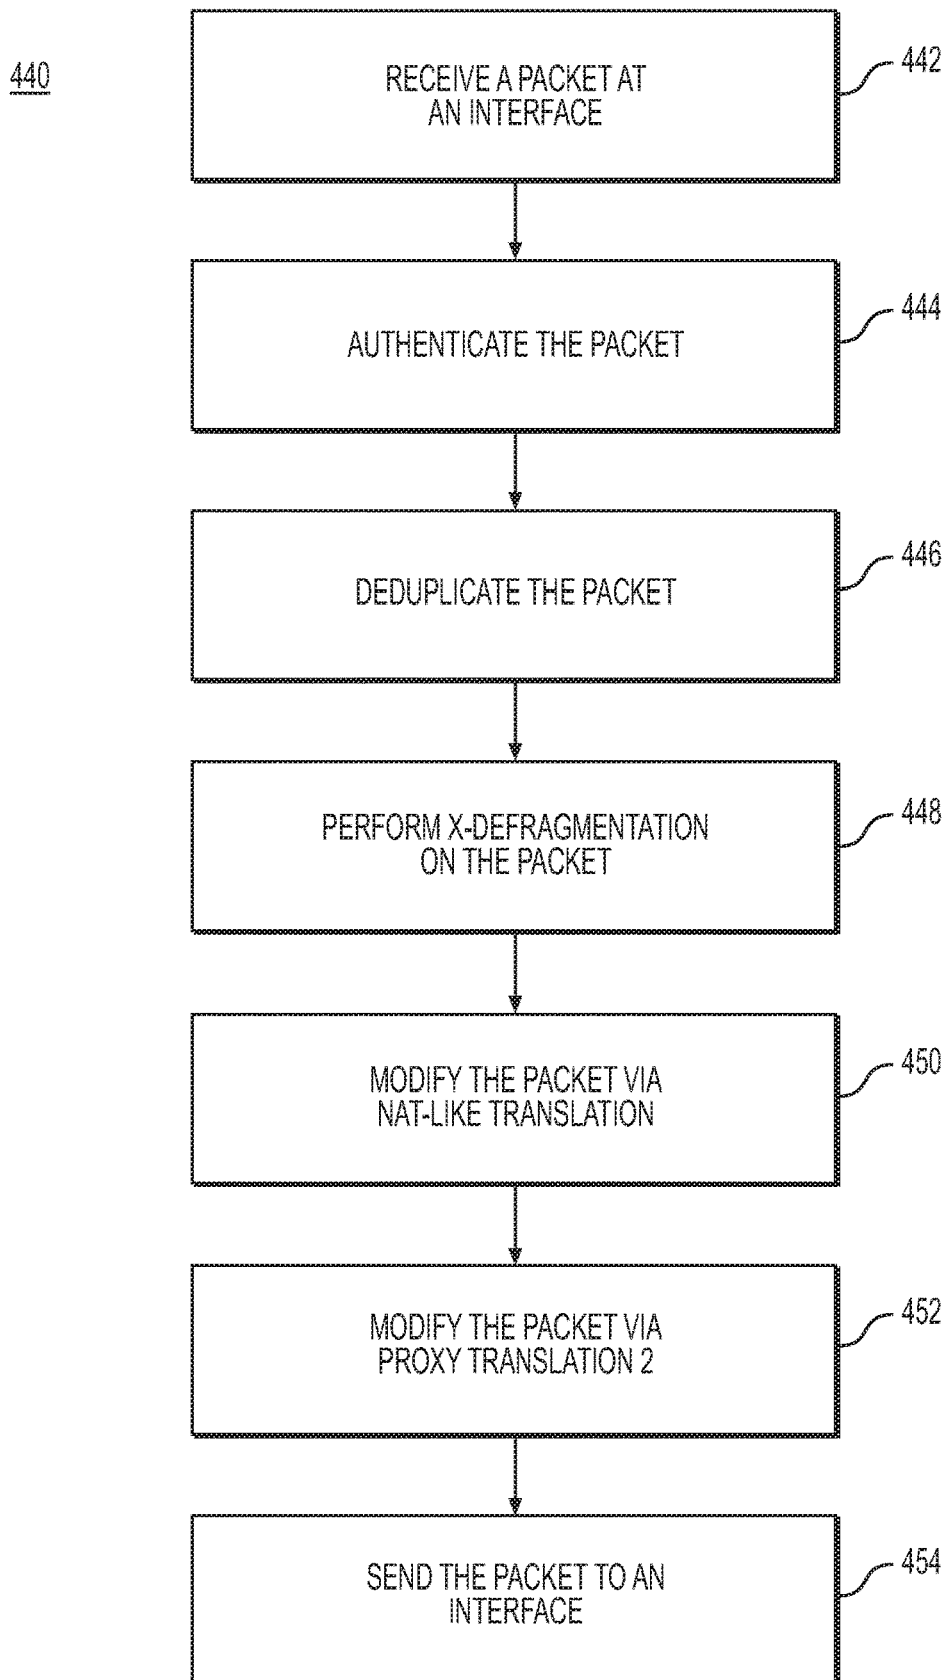 440
RECEIVE A PACKET AT
AN INTERFACE
442
AUTHENTICATE THE PACKET
444
DEDUPLICATE THE PACKET
446
PERFORM X-DEFRAGMENTATION
ON THE PACKET
448
MODIFY THE PACKET VIA
NAT-LIKE TRANSLATION
450
MODIFY THE PACKET VIA
PROXY TRANSLATION 2
452
SEND THE PACKET TO AN
INTERFACE
454